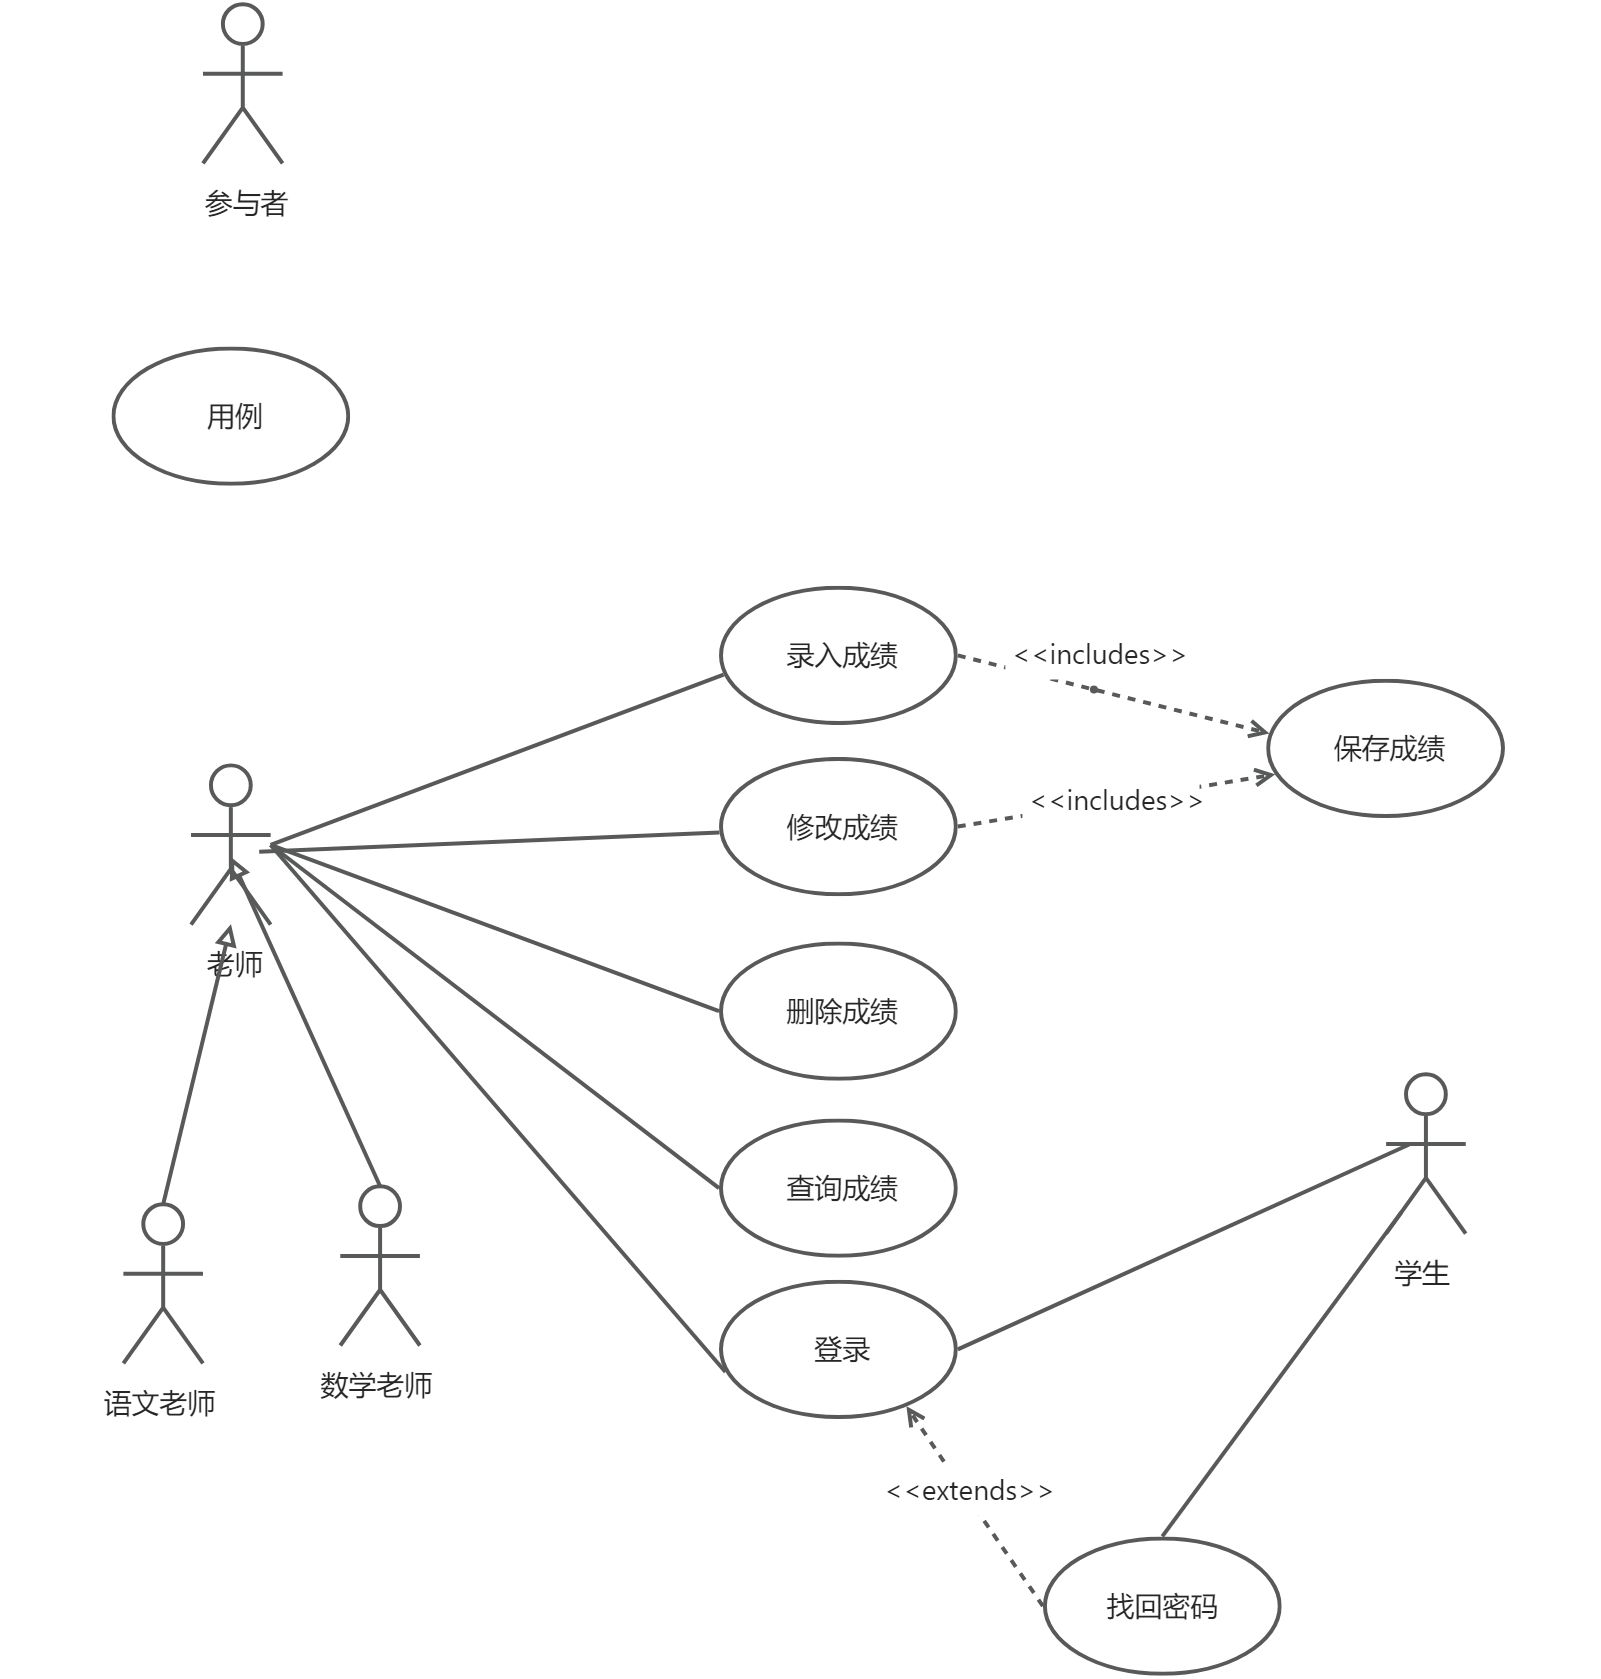 参与者
用例
录入成绩
<<includes>>
保存成绩
修改成绩
<<includes>>
老师
删除成绩
查询成绩
学生
登录
数学老师
语文老师
<<extends>>
找回密码